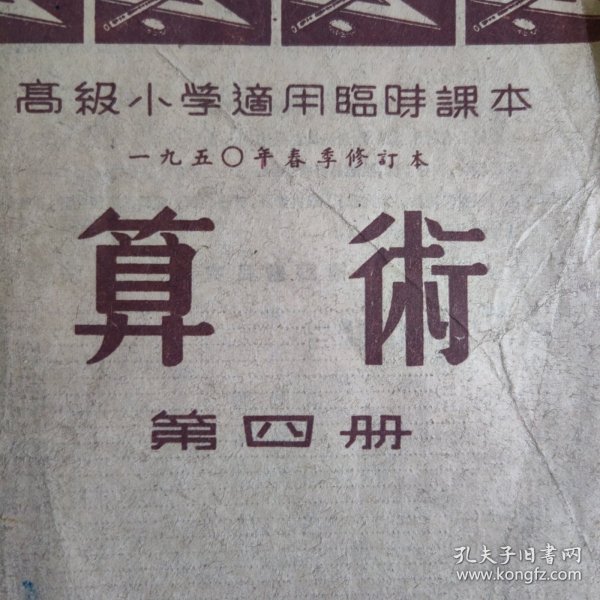 高級小学適用臨時課本
一九五〇年春季修訂本
算術
第四册
孔夫子旧书网
www.kongfz.com